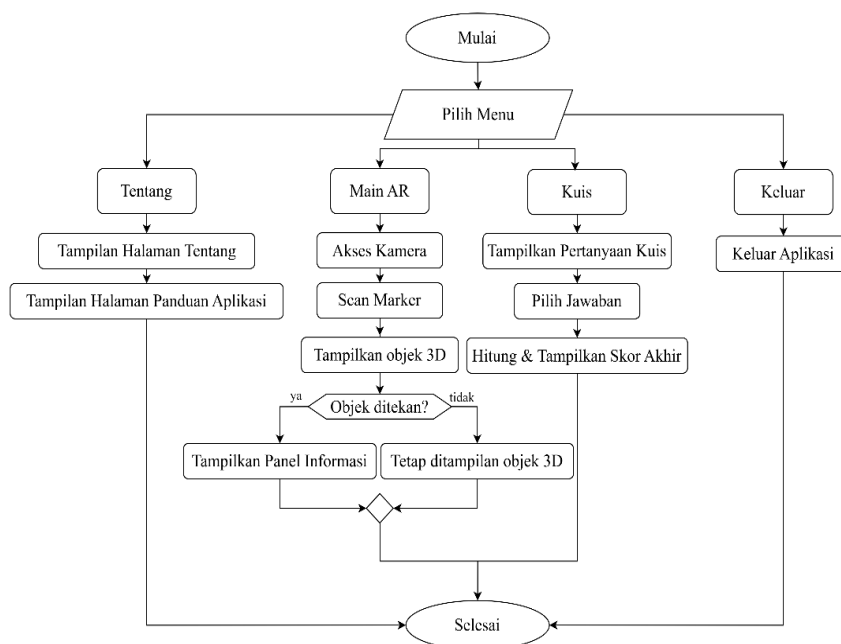 Mulai
Pilih Menu
Tentang
Main AR
Kuis
Keluar
Tampilan Halaman Tentang
Akses Kamera
Tampilkan Pertanyaan Kuis
Keluar Aplikasi
Tampilan Halaman Panduan Aplikasi
Scan Marker
Pilih Jawaban
Tampilkan objek 3D
Hitung & Tampilkan Skor Akhir
ya
Objek ditekan?
tidak
Tampilkan Panel Informasi
Tetap ditampilan objek 3D
Selesai